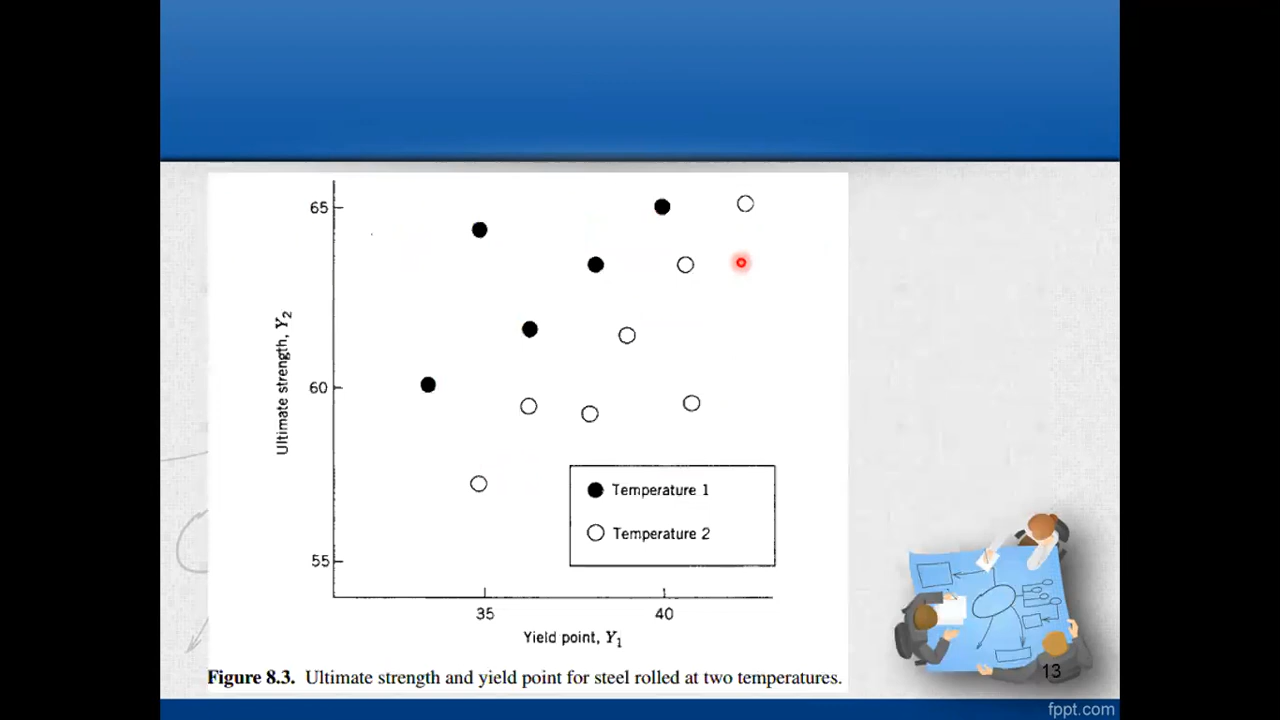 65
60
55
Ultimate strength, Y₂
Temperature 1
Temperature 2
35 40
Yield point, Y₁
Figure 8.3. Ultimate strength and yield point for steel rolled at two temperatures.
13
fppt.com